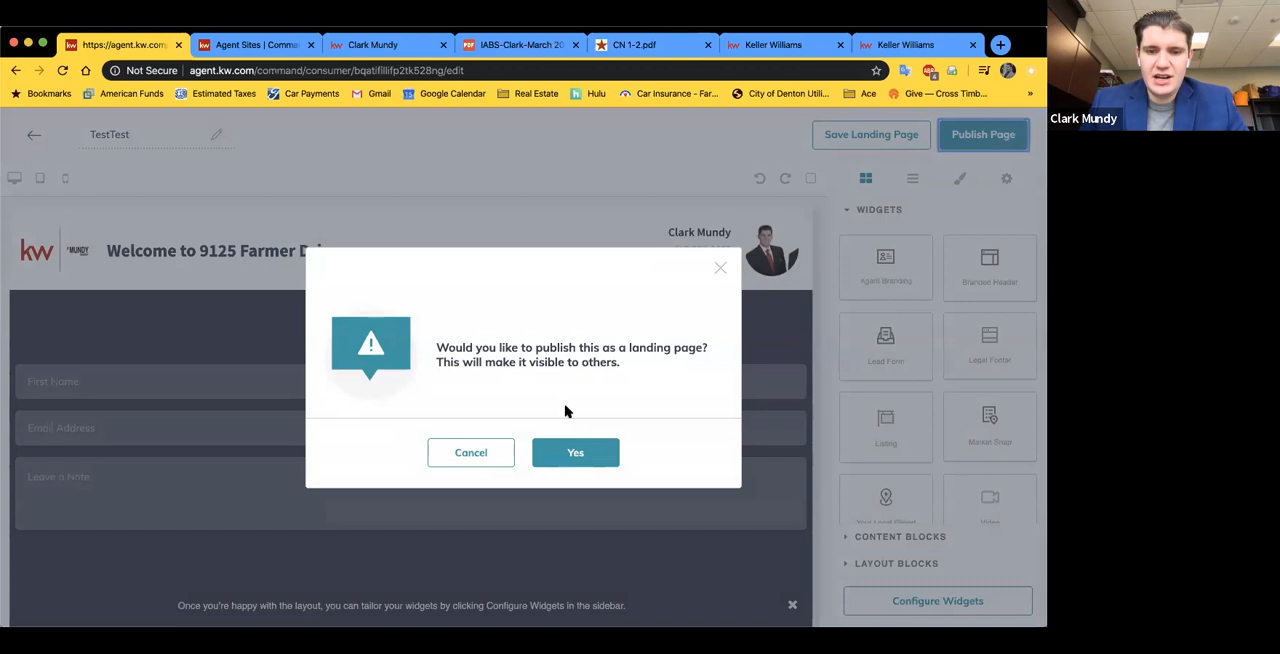 https://agent.kw.com
Agent Sites | Comma
Clark Mundy
IABS-Clark-March 20
CN 1-2.pdf
Keller Williams
Keller Williams
Not Secure | agent.kw.com/command/consumer/bqatifillifp2tk528ng/edit
Bookmarks
American Funds
Estimated Taxes
Car Payments
Gmail
Google Calendar
Real Estate
Hulu
Car Insurance - Far...
City of Denton Utili...
Ace
Give — Cross Timb...
Clark Mundy
TestTest
Save Landing Page
Publish Page
WIDGETS
kw
MUNDY
Welcome to 9125 Farmer
Clark Mundy
Agent Branding
Branded Header
Lead Form
Legal Footer
Listing
Market Snap
Would you like to publish this as a landing page?
This will make it visible to others.
Cancel
Yes
First Name
Email Address
Leave a Note
CONTENT BLOCKS
LAYOUT BLOCKS
Configure Widgets
Once you're happy with the layout, you can tailor your widgets by clicking Configure Widgets in the sidebar.